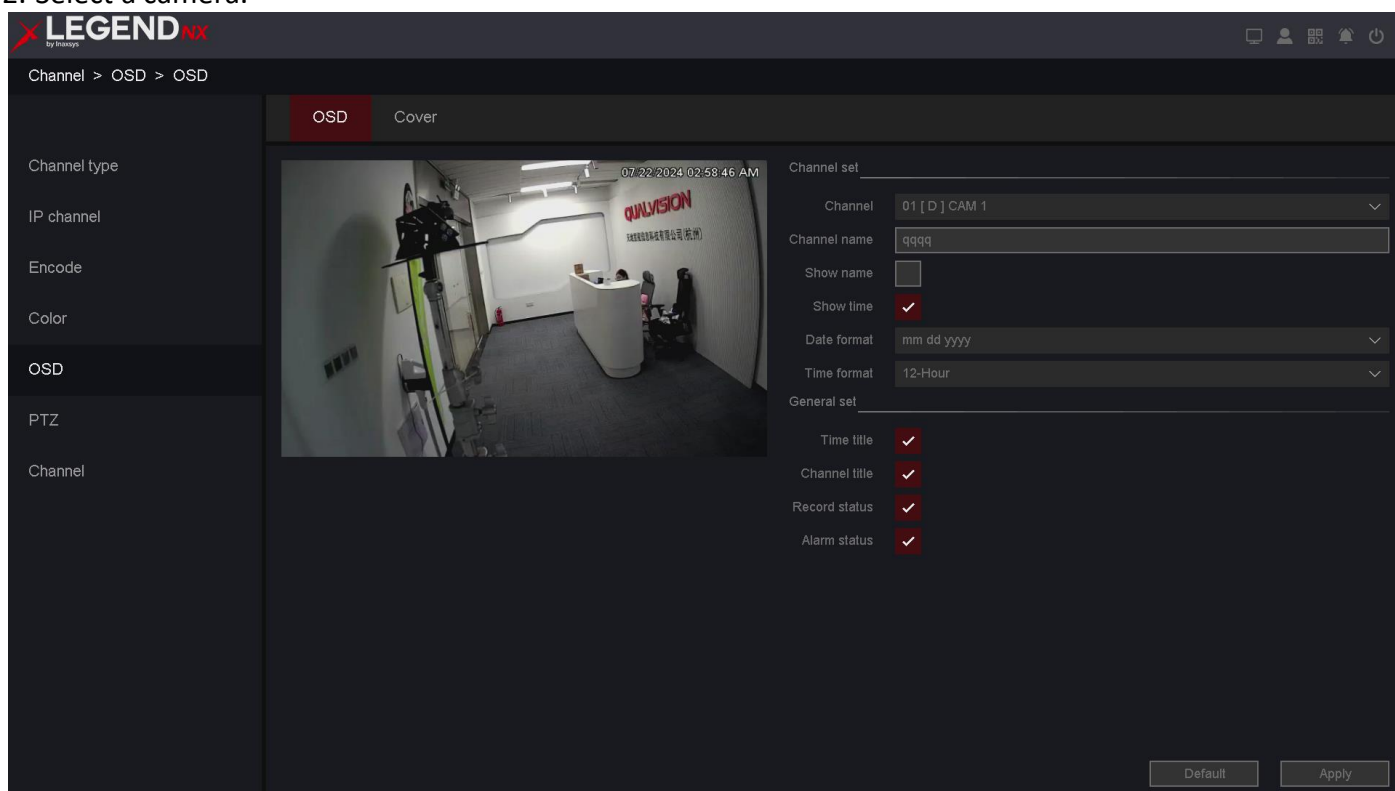 2. Select a camera.
LEGEND NX
by Inaxsys
Channel > OSD > OSD
OSD Cover
Channel type
IP channel
Encode
Color
OSD
PTZ
Channel
07-22-2024 02:58:46 AM
QUALVISION
Channel set
Channel 01 [ D ] CAM 1
Channel name qqqq
Show name
Show time
Date format mm dd yyyy
Time format 12-Hour
General set
Time title
Channel title
Record status
Alarm status
Default Apply